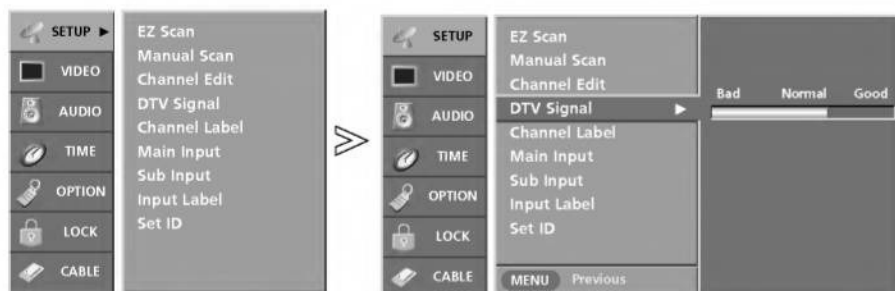 SETUP
VIDEO
AUDIO
TIME
OPTION
LOCK
CABLE
EZ Scan
Manual Scan
Channel Edit
DTV Signal
Channel Label
Main Input
Sub Input
Input Label
Set ID
SETUP
VIDEO
AUDIO
TIME
OPTION
LOCK
CABLE
EZ Scan
Manual Scan
Channel Edit
DTV Signal
Channel Label
Main Input
Sub Input
Input Label
Set ID
MENU Previous
Bad Normal Good